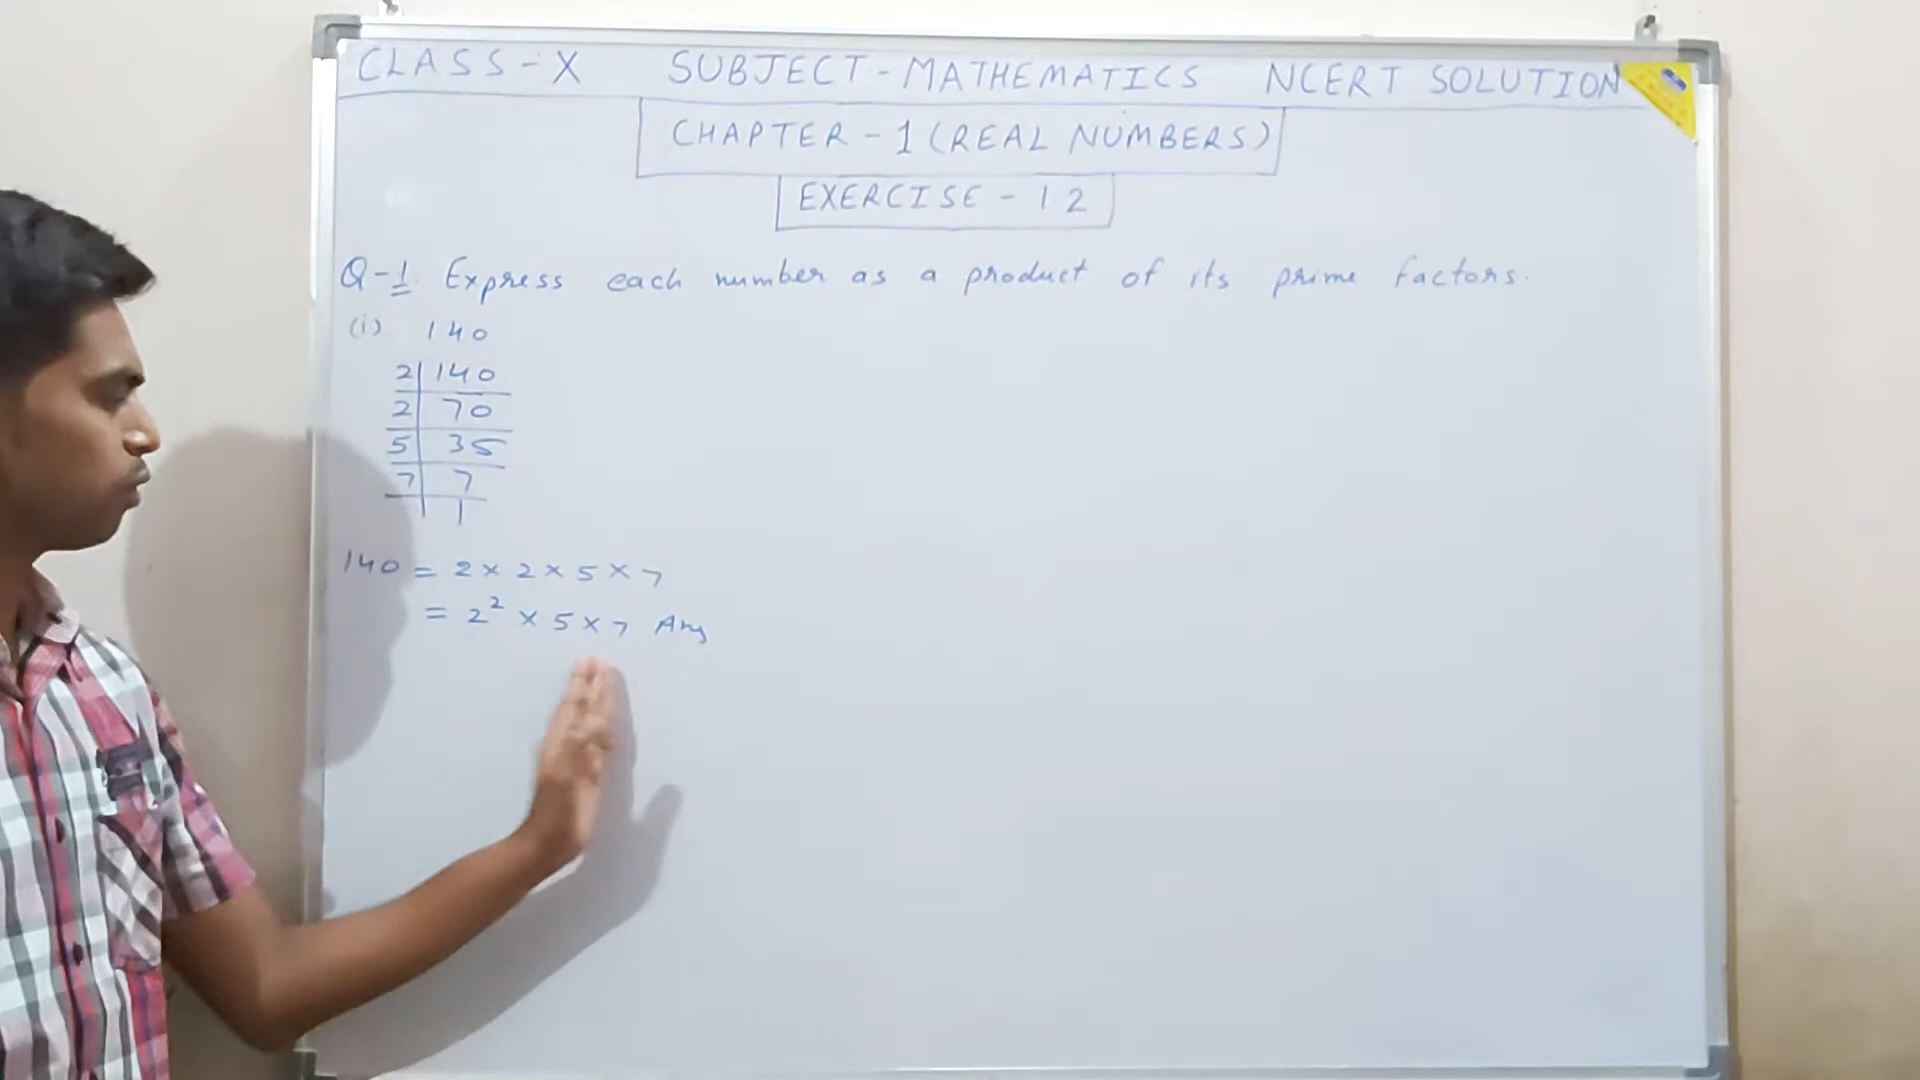 CLASS-X SUBJECT-MATHEMATICS NCERT SOLUTION
CHAPTER-1 (REAL NUMBERS)
EXERCISE-1 2
Q-1. Express each number as a product of its prime factors.
(i) 140
2|140
2|70
5|35
7|7
|1
140 = 2×2×5×7
= 2² ×5×7 Ans